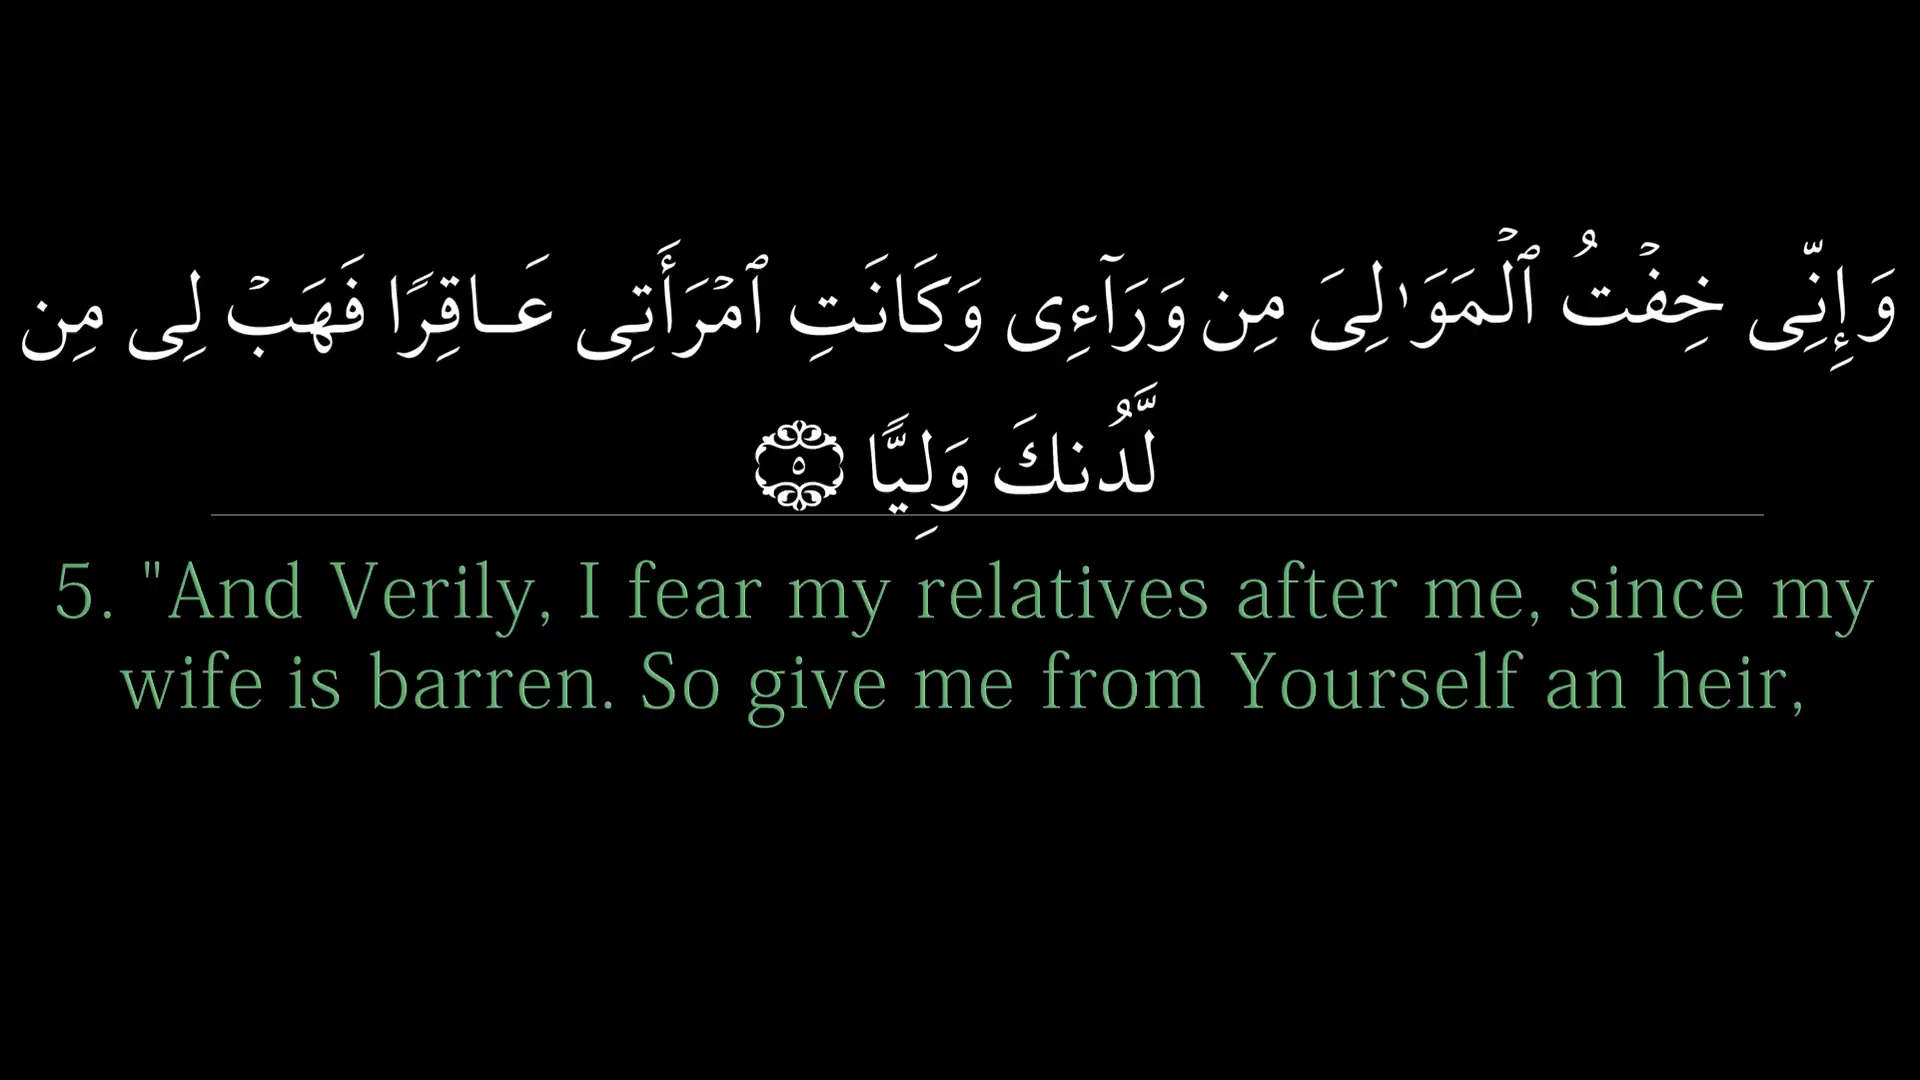 وَإِنِّى خِفْتُ ٱلْمَوَٰلِىَ مِن وَرَآءِى وَكَانَتِ ٱمْرَأَتِى عَاقِرًا فَهَبْ لِى مِن
لَّدُنكَ وَلِيًّا ۝٥
5. "And Verily, I fear my relatives after me, since my
wife is barren. So give me from Yourself an heir,